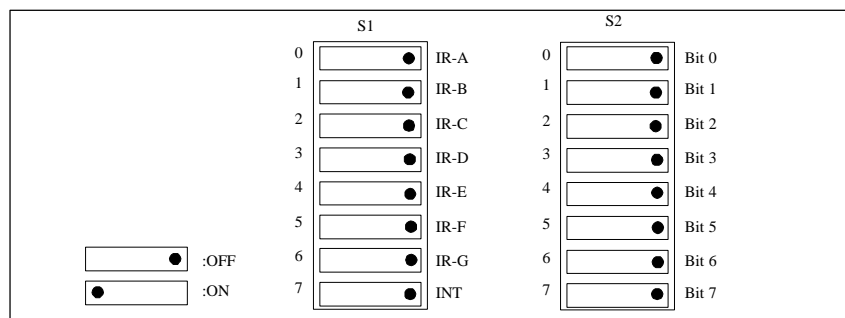 S1 S2
0 IR-A 0 Bit 0
1 IR-B 1 Bit 1
2 IR-C 2 Bit 2
3 IR-D 3 Bit 3
4 IR-E 4 Bit 4
5 IR-F 5 Bit 5
:OFF 6 IR-G 6 Bit 6
:ON 7 INT 7 Bit 7